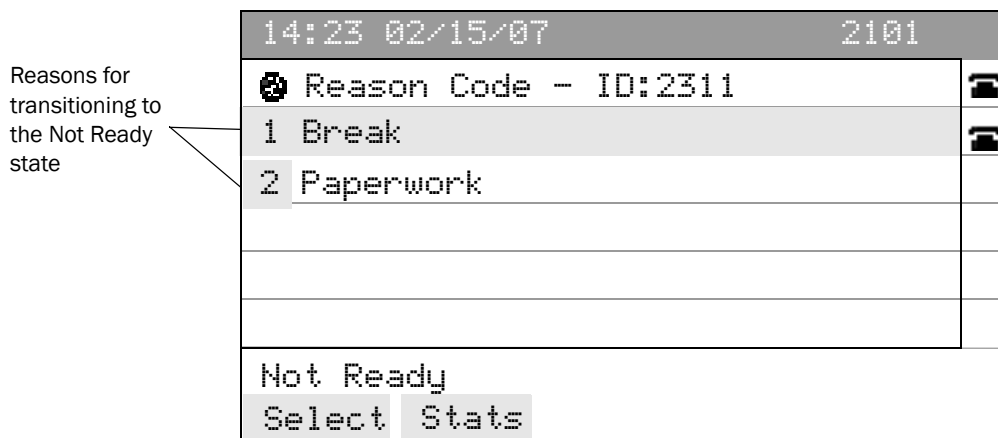 14:23 02/15/07 2101
Reasons for
transitioning to
the Not Ready
state
Reason Code - ID:2311
1 Break
2 Paperwork
Not Ready
Select Stats